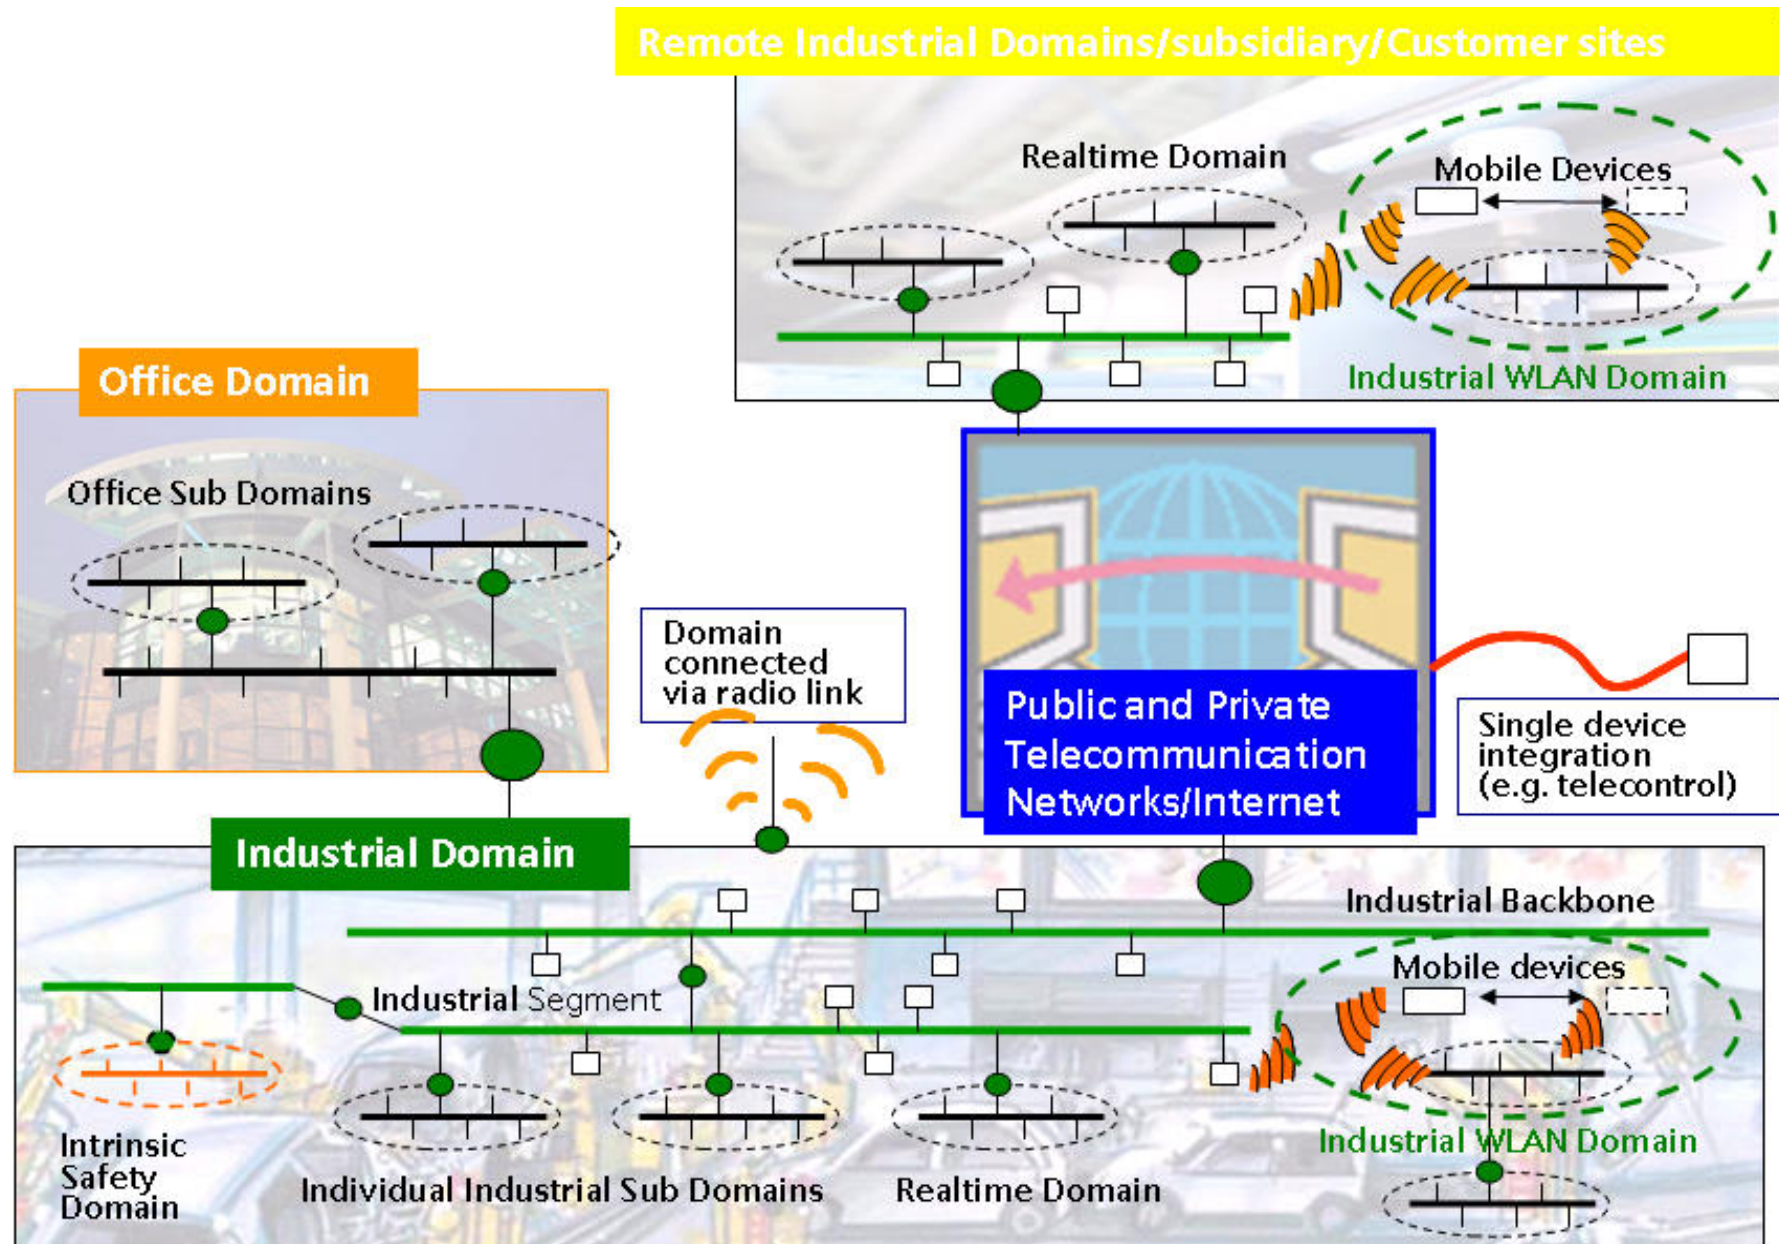 Remote Industrial Domains/subsidiary/Customer sites
Realtime Domain
Mobile Devices
Industrial WLAN Domain
Office Domain
Office Sub Domains
Domain
connected
via radio link
Public and Private
Telecommunication
Networks/Internet
Single device
integration
(e.g. telecontrol)
Industrial Domain
Industrial Backbone
Mobile devices
Industrial Segment
Industrial WLAN Domain
Intrinsic
Safety
Domain
Individual Industrial Sub Domains
Realtime Domain